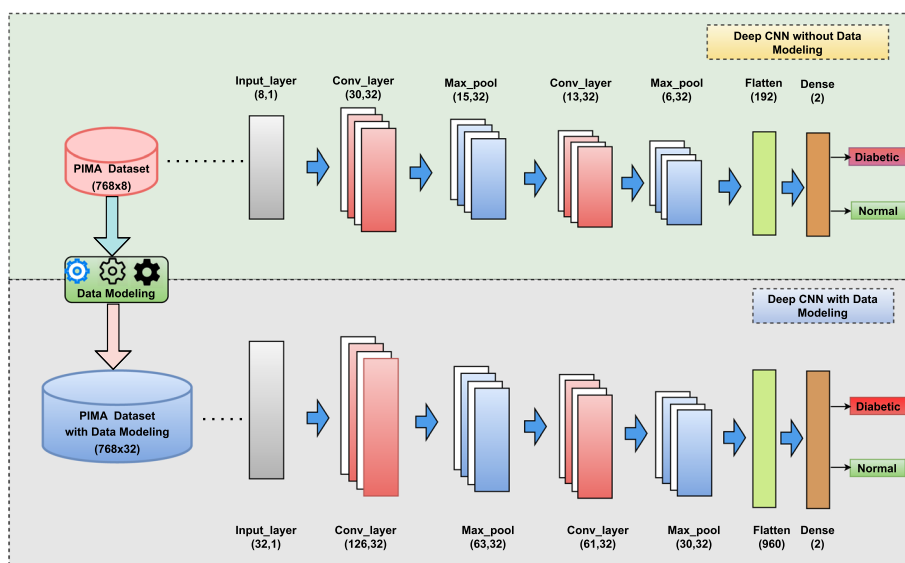 Deep CNN without Data
Modeling
Input_layer
(8,1)
Conv_layer
(30,32)
Max_pool
(15,32)
Conv_layer
(13,32)
Max_pool
(6,32)
Flatten
(192)
Dense
(2)
PIMA Dataset
(768x8)
Diabetic
Normal
Data Modeling
Deep CNN with Data
Modeling
PIMA Dataset
with Data Modeling
(768x32)
Diabetic
Normal
Input_layer
(32,1)
Conv_layer
(126,32)
Max_pool
(63,32)
Conv_layer
(61,32)
Max_pool
(30,32)
Flatten
(960)
Dense
(2)